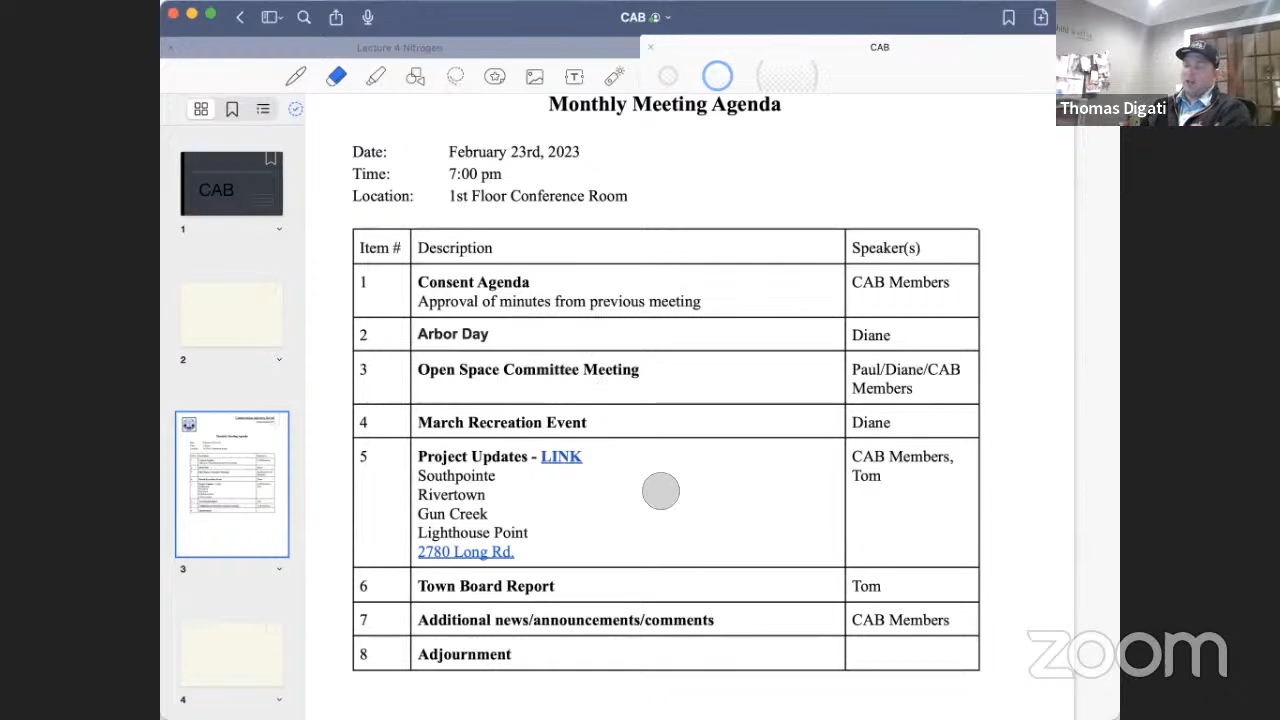 CAB
Lecture 4 Nitrogen
CAB
Thomas Digati
Monthly Meeting Agenda
Date: February 23rd, 2023
Time: 7:00 pm
Location: 1st Floor Conference Room
Item # Description Speaker(s)
1 Consent Agenda CAB Members
Approval of minutes from previous meeting
2 Arbor Day Diane
3 Open Space Committee Meeting Paul/Diane/CAB
Members
4 March Recreation Event Diane
5 Project Updates - LINK CAB Members,
Southpointe Tom
Rivertown
Gun Creek
Lighthouse Point
2780 Long Rd.
6 Town Board Report Tom
7 Additional news/announcements/comments CAB Members
8 Adjournment
CAB
1
2
3
4
zoom